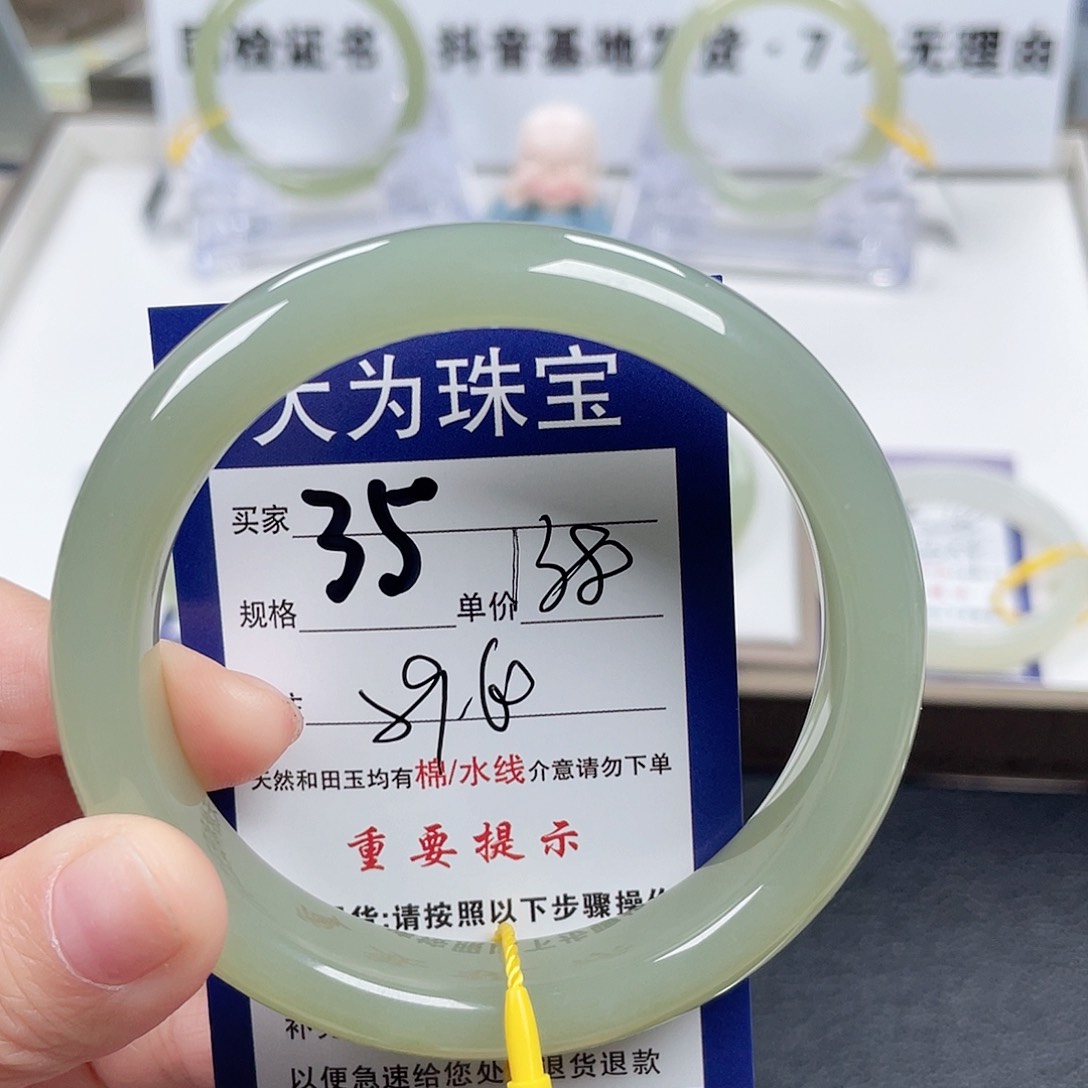 检证书 抖音基地发货·7天无理由
大为珠宝
买家 35
规格 单价 138
89.60
天然和田玉均有棉/水线介意请勿下单
重要提示
货:请按照以下步骤操作
以便急速给您处 退货退款